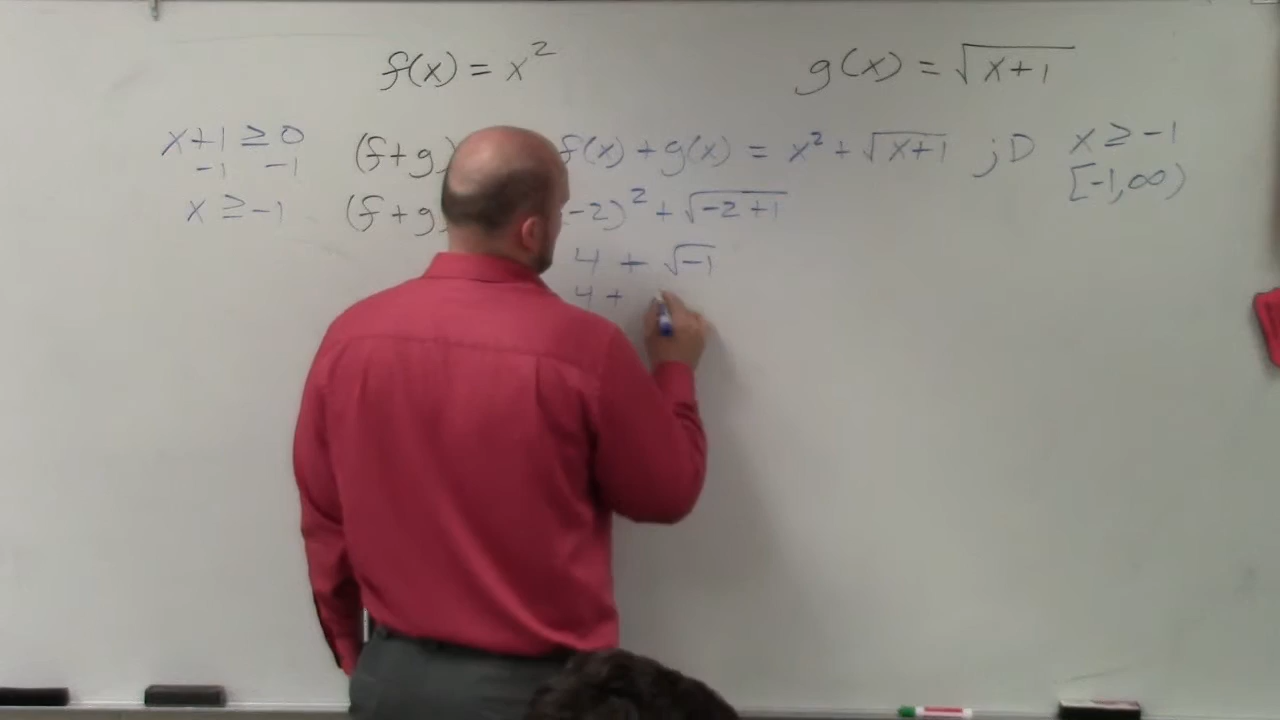 f(x) = x² g(x) = √(x+1)
x+1 ≥ 0 (f+g) f(x) + g(x) = x² + √(x+1) ; D x ≥ -1
-1 -1 [-1, ∞)
x ≥ -1 (f+g) -2)² + √(-2+1)
4 + √-1
4 +